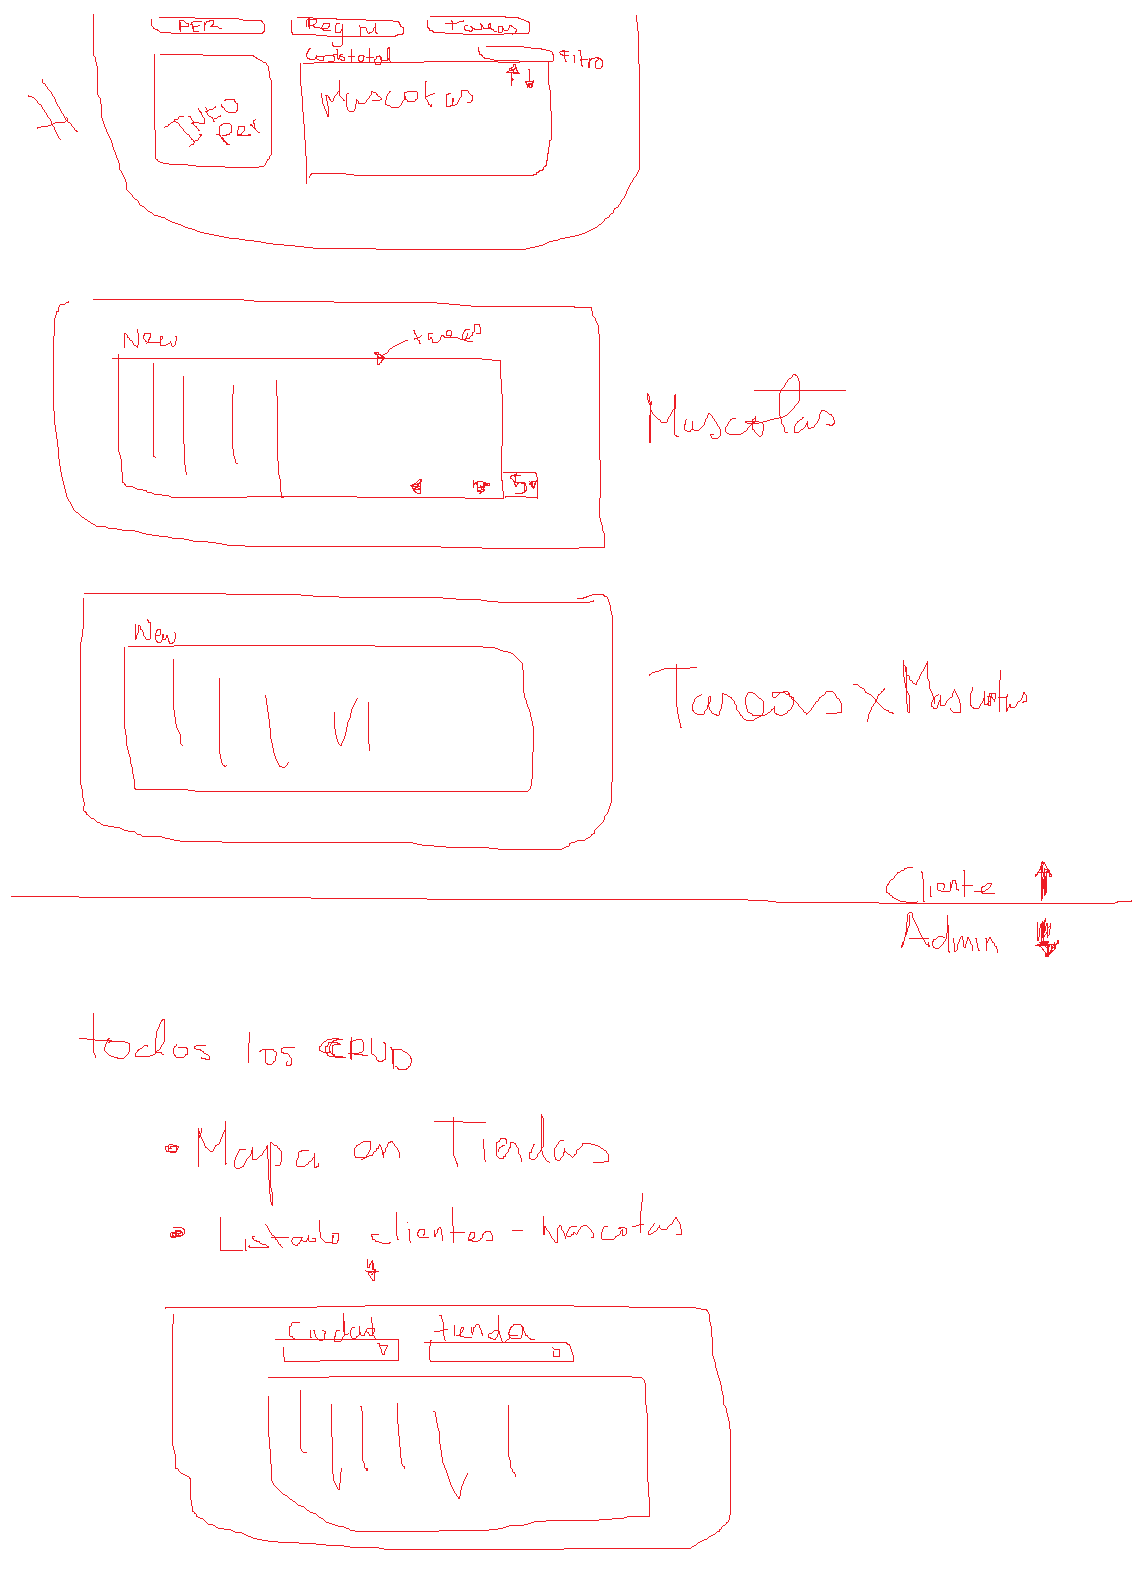 PER Reg M tareas
Costo total Filtro
Mascotas
INFO
Per
H
New tareas
Mascotas
New
Tareas x Mascotas
Cliente
Admin
todos los CRUD
• Mapa en Tiendas
• Listado clientes - mascotas
Ciudad tienda